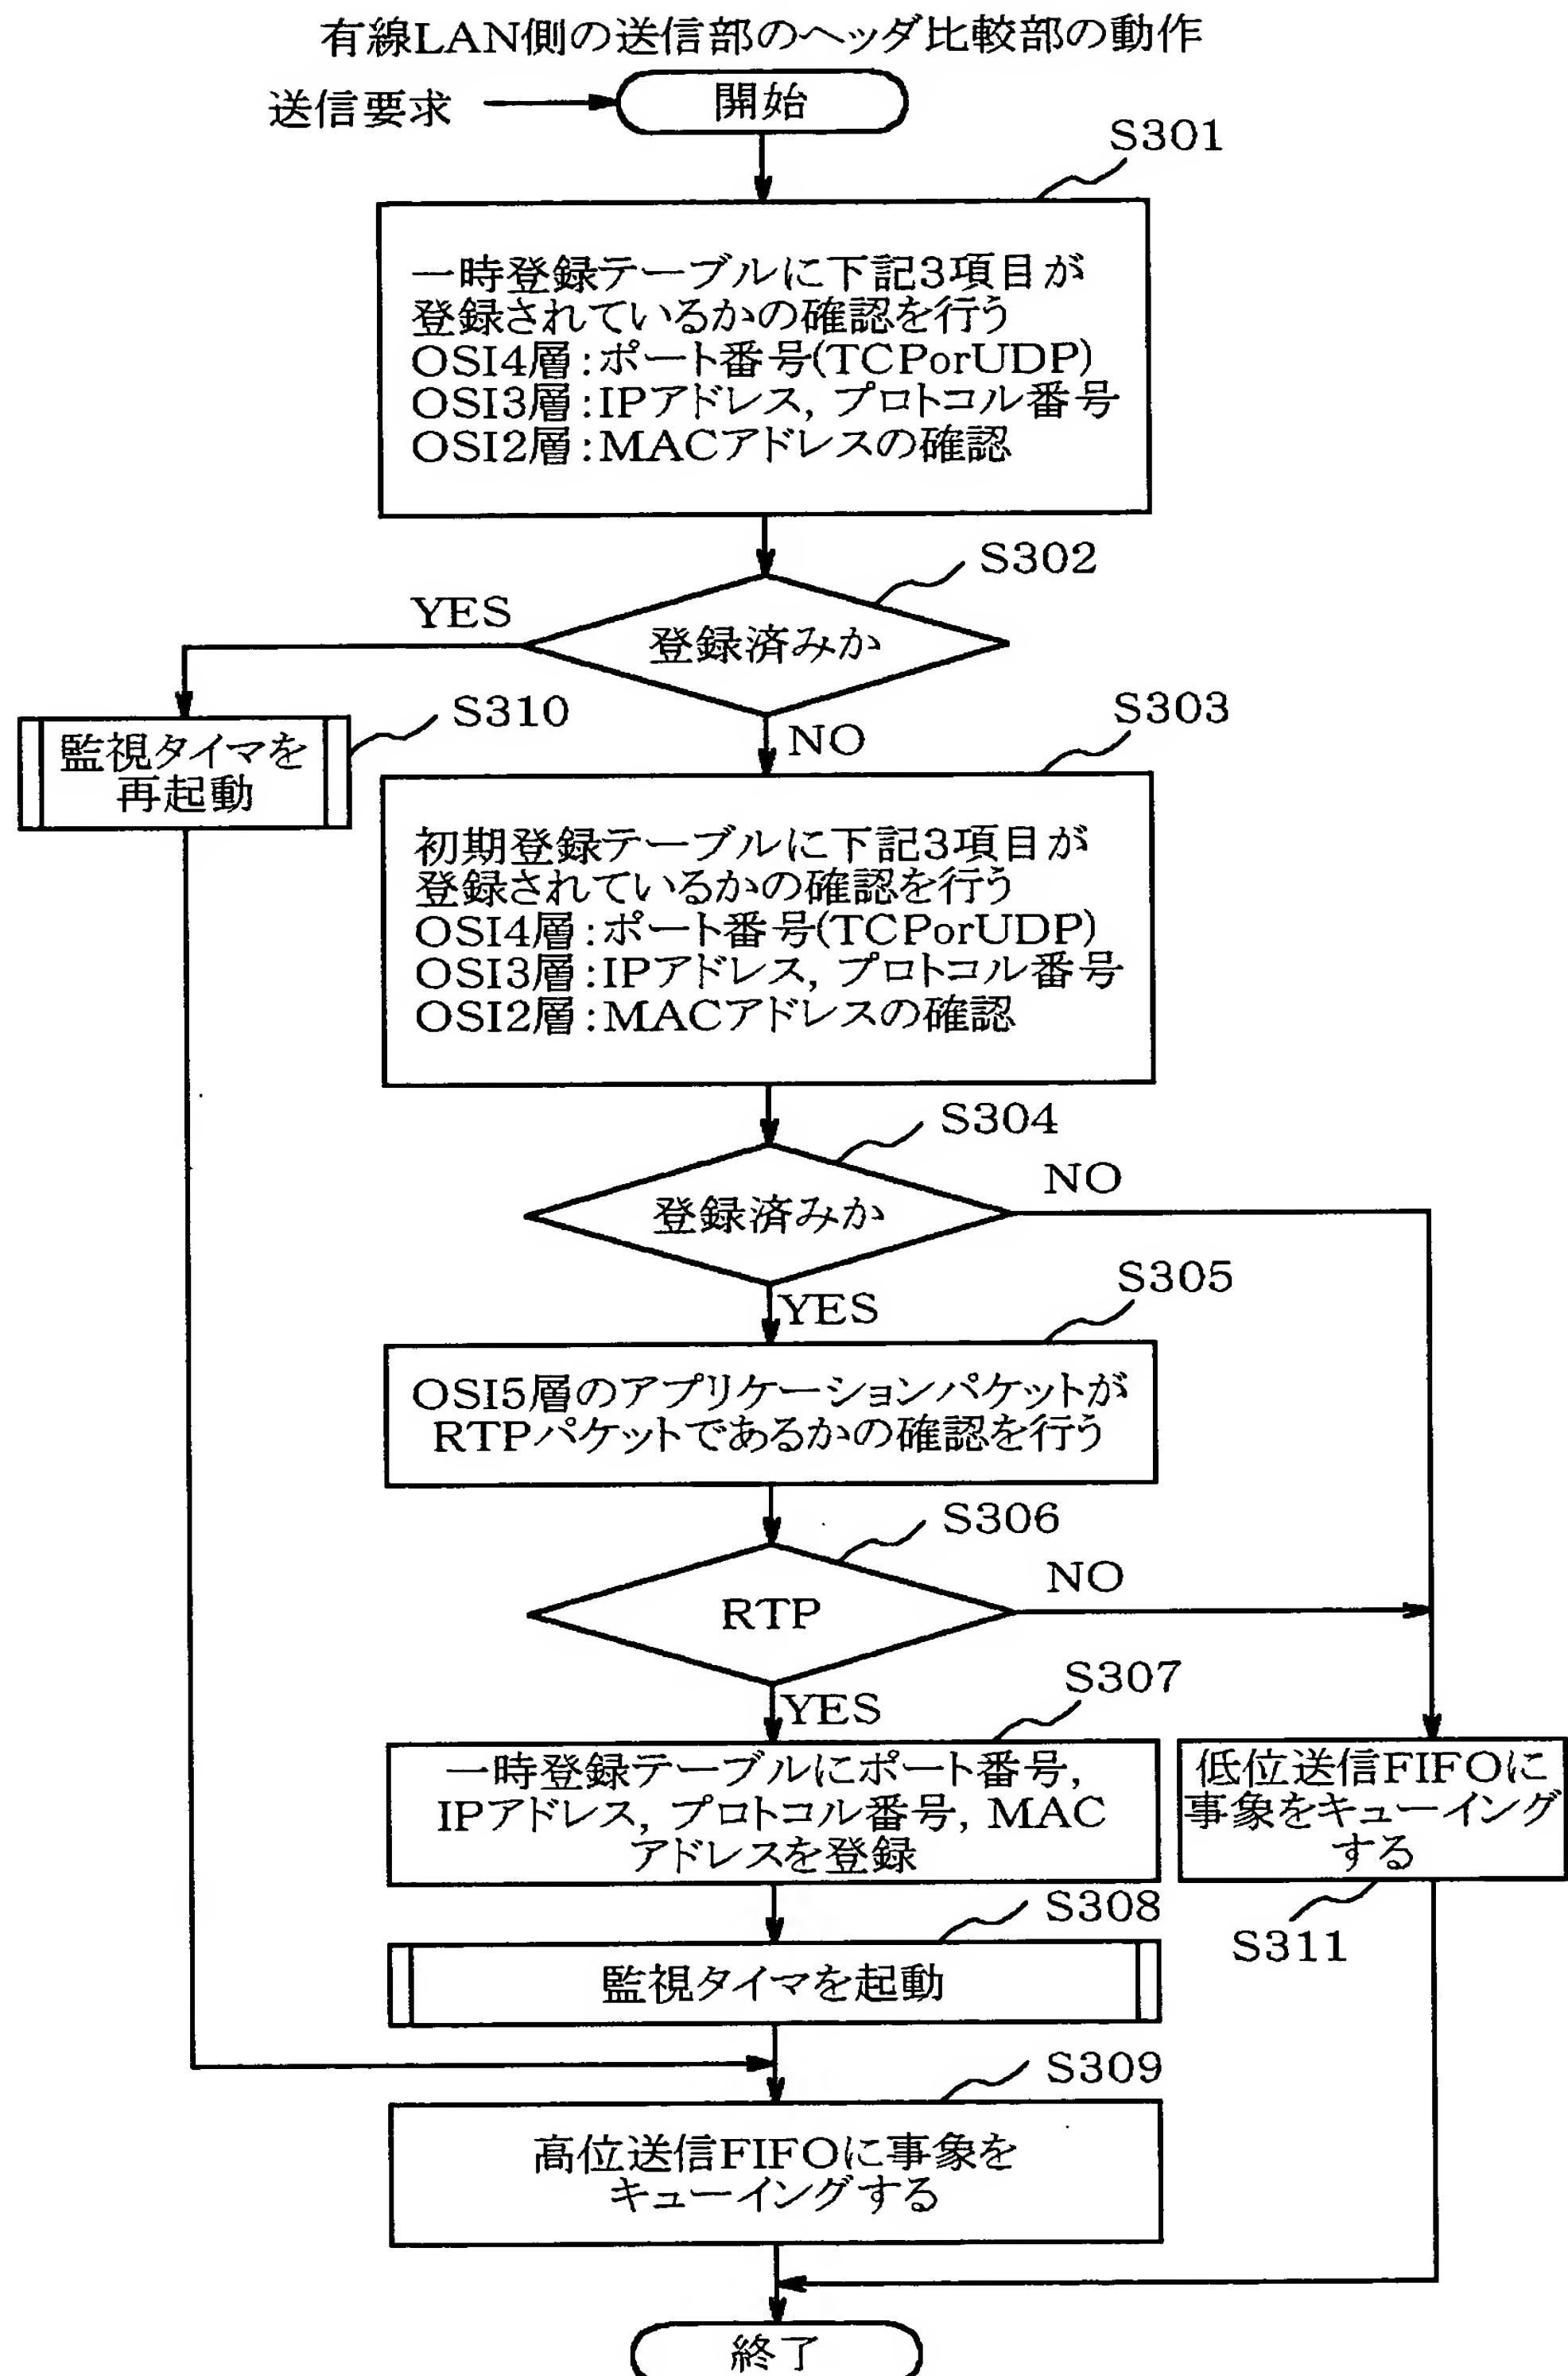 有線LAN側の送信部のヘッダ比較部の動作
送信要求
開始
S301
一時登録テーブルに下記3項目が
登録されているかの確認を行う
OSI4層:ポート番号(TCPorUDP)
OSI3層:IPアドレス, プロトコル番号
OSI2層:MACアドレスの確認
S302
YES
登録済みか
S310
監視タイマを
再起動
NO
S303
初期登録テーブルに下記3項目が
登録されているかの確認を行う
OSI4層:ポート番号(TCPorUDP)
OSI3層:IPアドレス, プロトコル番号
OSI2層:MACアドレスの確認
S304
NO
登録済みか
YES
S305
OSI5層のアプリケーションパケットが
RTPパケットであるかの確認を行う
S306
NO
RTP
YES
S307
一時登録テーブルにポート番号,
IPアドレス, プロトコル番号, MAC
アドレスを登録
低位送信FIFOに
事象をキューイング
する
S311
S308
監視タイマを起動
S309
高位送信FIFOに事象を
キューイングする
終了